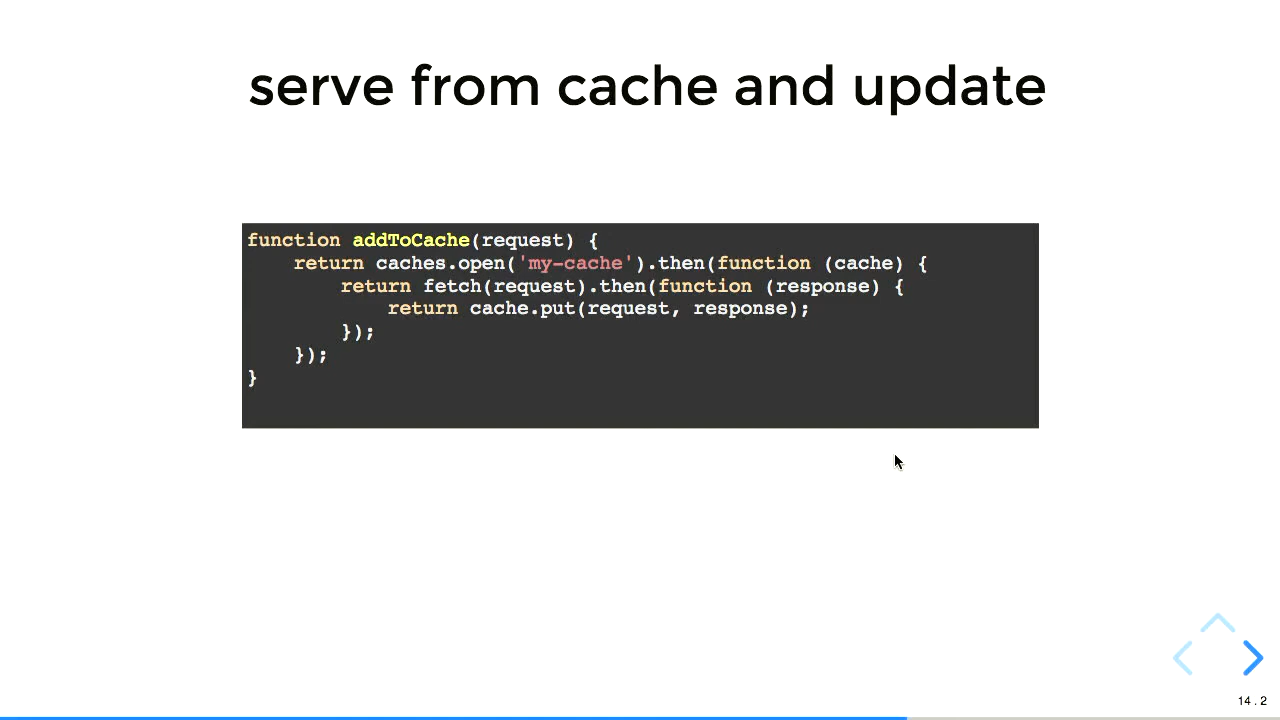 serve from cache and update
function addToCache(request) {
    return caches.open('my-cache').then(function (cache) {
        return fetch(request).then(function (response) {
            return cache.put(request, response);
        });
    });
}
14 . 2